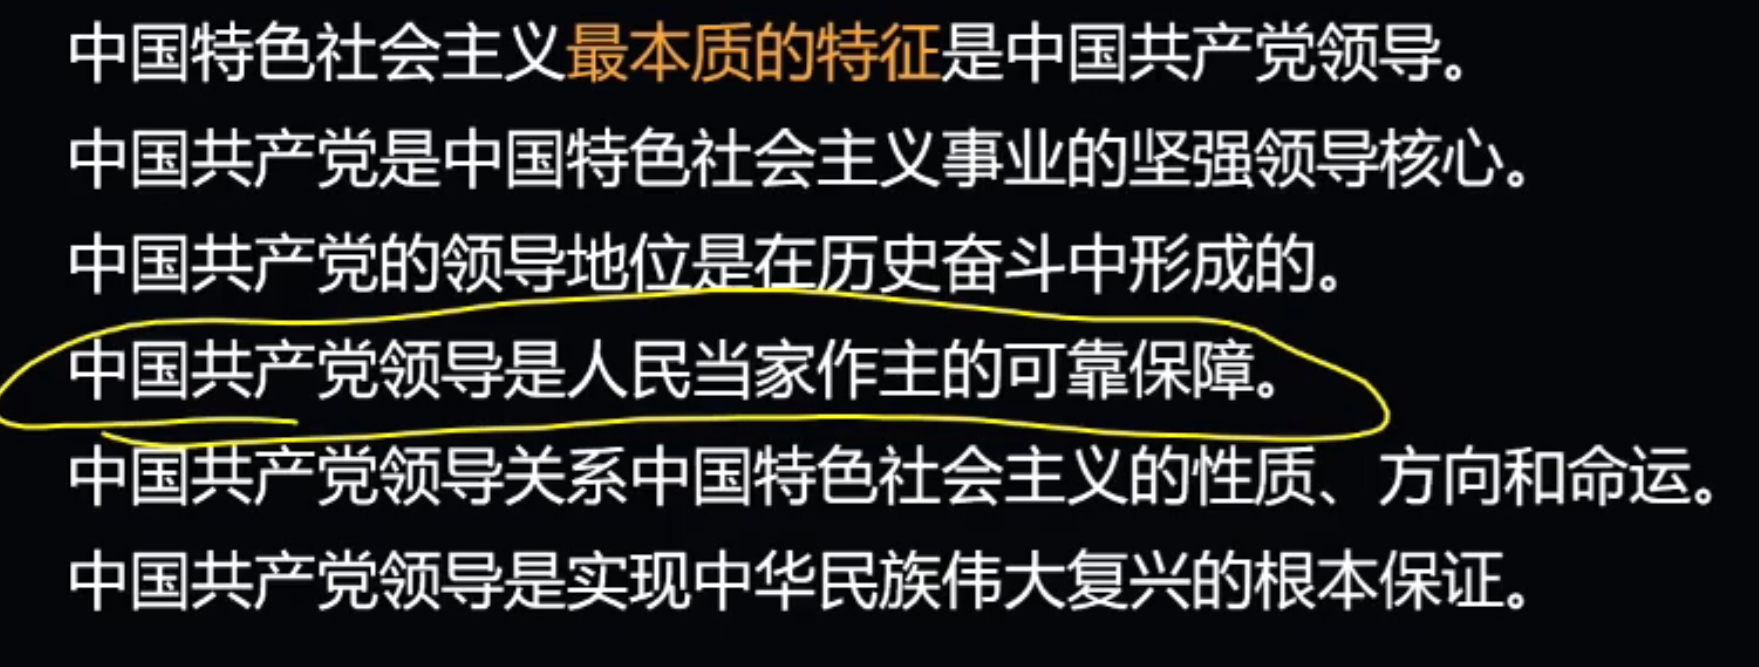 中国特色社会主义最本质的特征是中国共产党领导。
中国共产党是中国特色社会主义事业的坚强领导核心。
中国共产党的领导地位是在历史奋斗中形成的。
中国共产党领导是人民当家作主的可靠保障。
中国共产党领导关系中国特色社会主义的性质、方向和命运。
中国共产党领导是实现中华民族伟大复兴的根本保证。